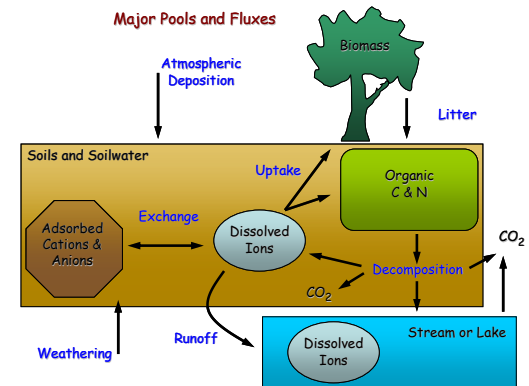 Major Pools and Fluxes
Biomass
Atmospheric
Deposition
Litter
Soils and Soilwater
Uptake
Organic
C & N
Adsorbed
Cations &
Anions
Exchange
Dissolved
Ions
CO2
Decomposition
CO2
Weathering
Runoff
Stream or Lake
Dissolved
Ions